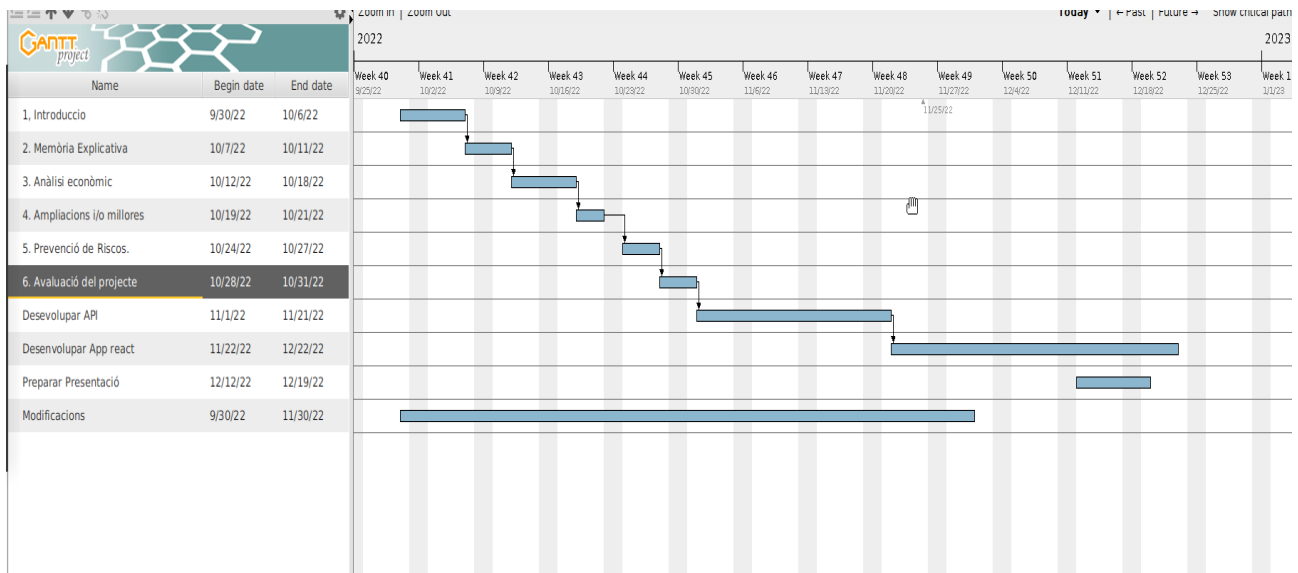 Zoom In | Zoom Out
Today ▾ | ← Past | Future → Show critical path
GANTT
project
2022
2023
Name Begin date End date
Week 40 Week 41 Week 42 Week 43 Week 44 Week 45 Week 46 Week 47 Week 48 Week 49 Week 50 Week 51 Week 52 Week 53 Week 1
9/25/22 10/2/22 10/9/22 10/16/22 10/23/22 10/30/22 11/6/22 11/13/22 11/20/22 11/27/22 12/4/22 12/11/22 12/18/22 12/25/22 1/1/23
11/25/22
1, Introduccio 9/30/22 10/6/22
2. Memòria Explicativa 10/7/22 10/11/22
3. Anàlisi econòmic 10/12/22 10/18/22
4. Ampliacions i/o millores 10/19/22 10/21/22
5. Prevenció de Riscos. 10/24/22 10/27/22
6. Avaluació del projecte 10/28/22 10/31/22
Desevolupar API 11/1/22 11/21/22
Desenvolupar App react 11/22/22 12/22/22
Preparar Presentació 12/12/22 12/19/22
Modificacions 9/30/22 11/30/22